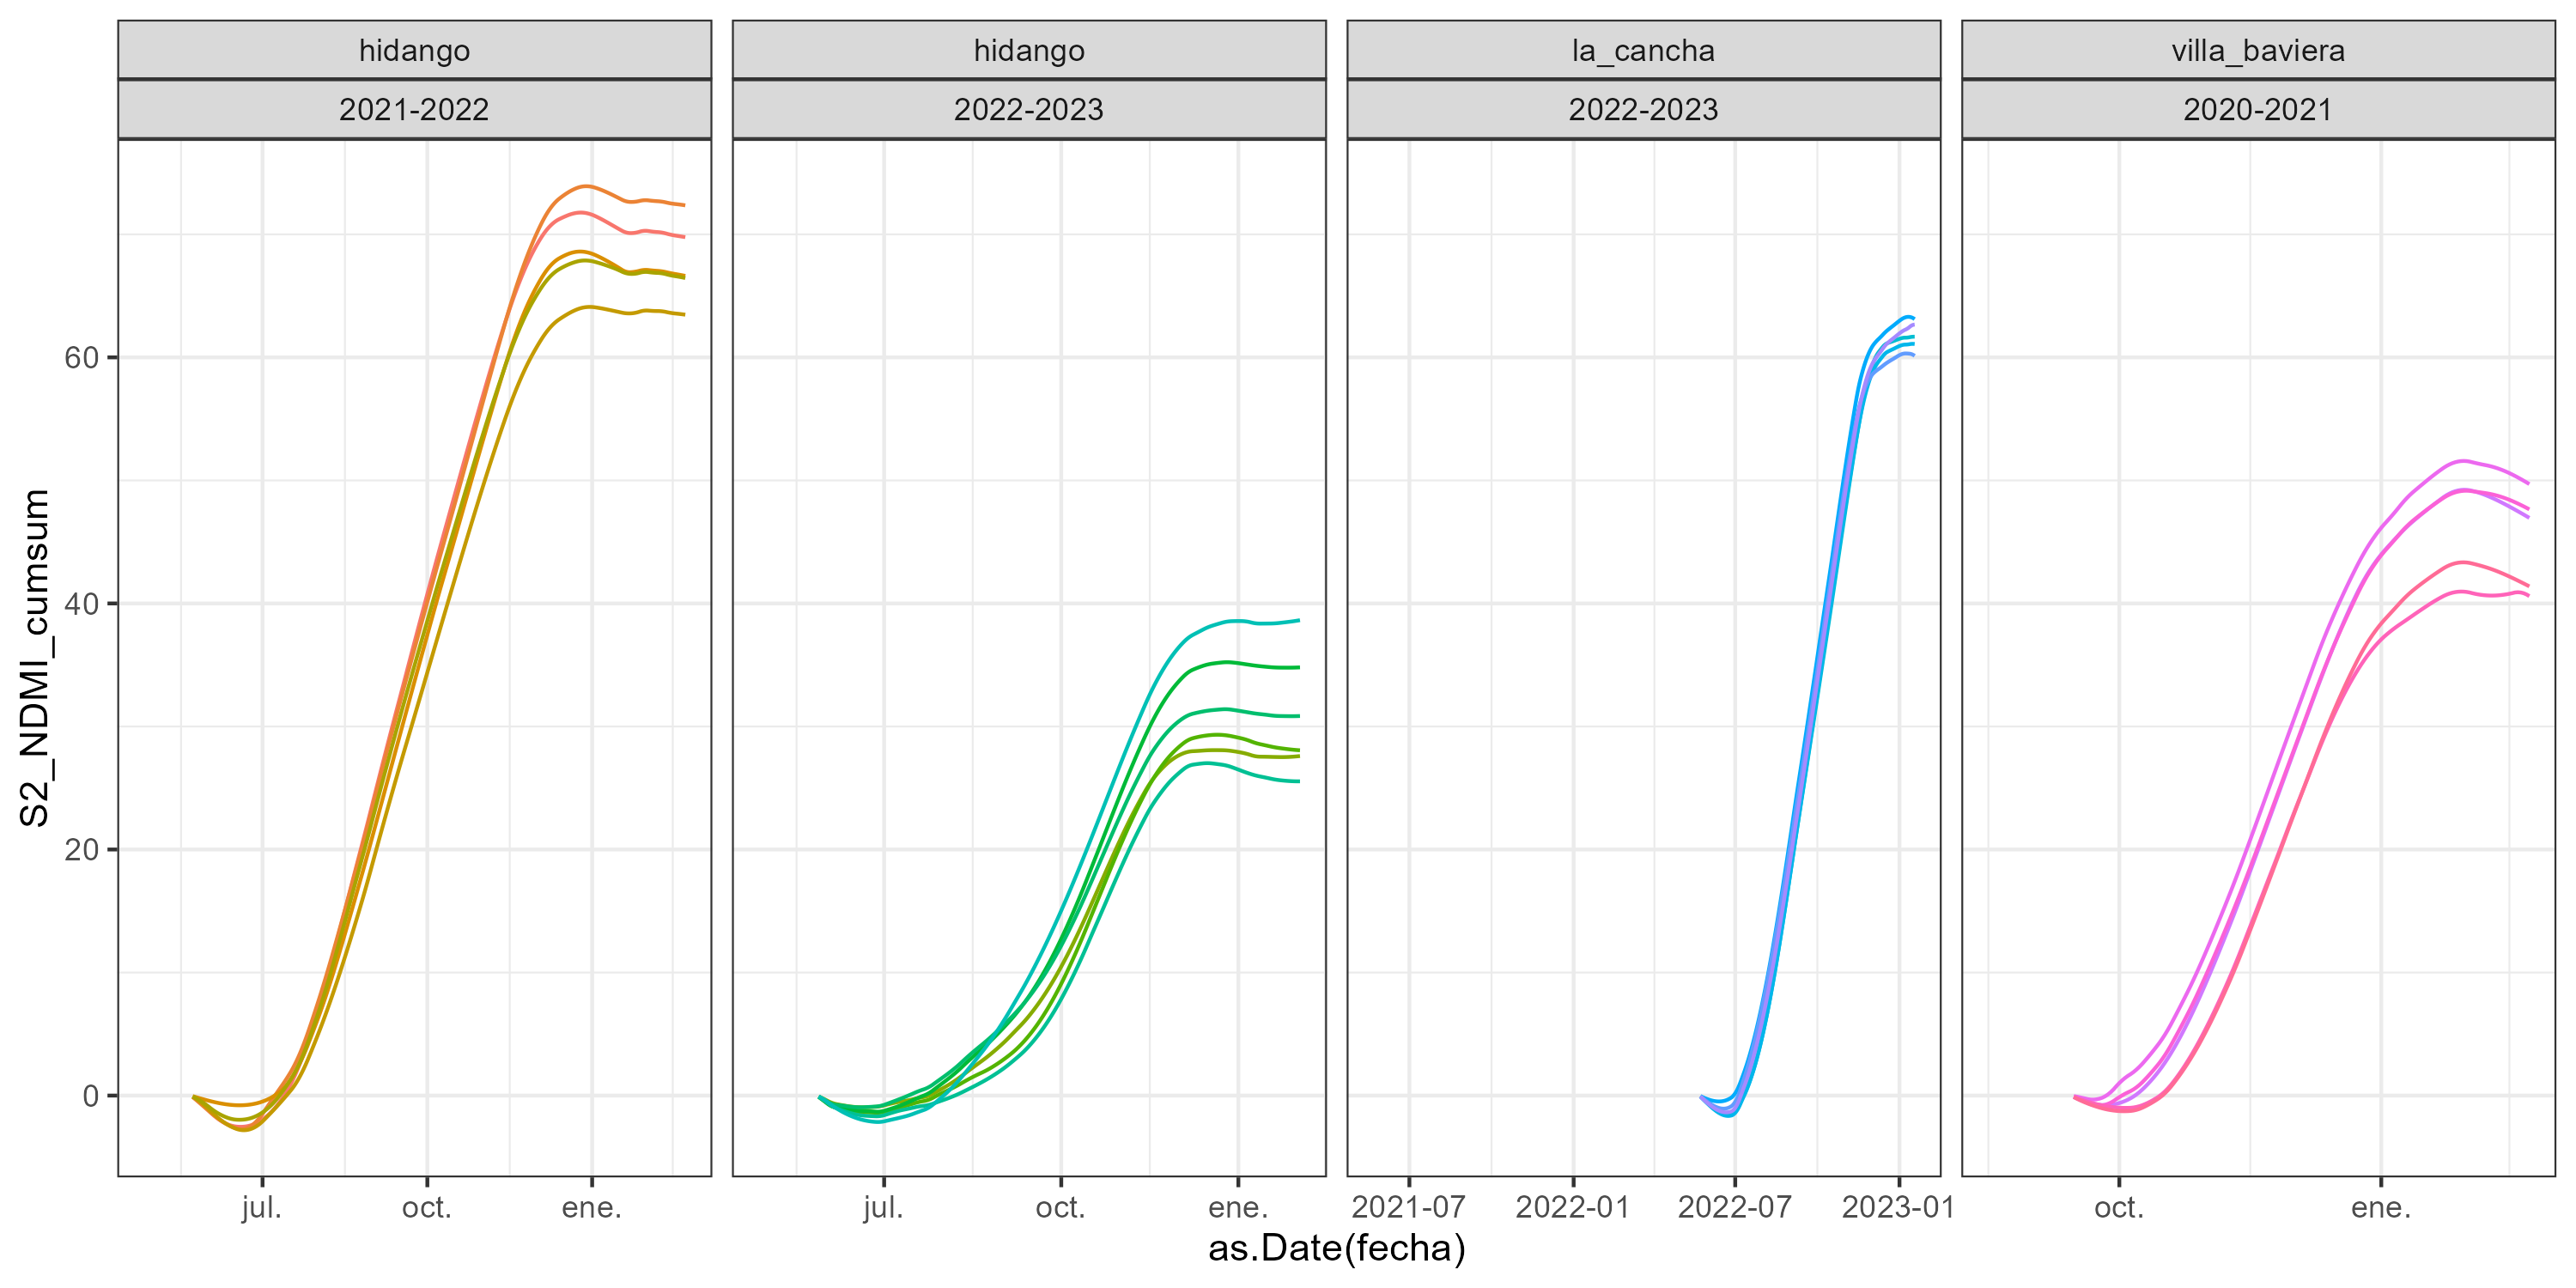 hidango
hidango
la_cancha
villa_baviera
2021-2022
2022-2023
2022-2023
2020-2021
S2_NDMI_cumsum
60
40
20
0
jul.
oct.
ene.
jul.
oct.
ene.
2021-07
2022-01
2022-07
2023-01
oct.
ene.
as.Date(fecha)